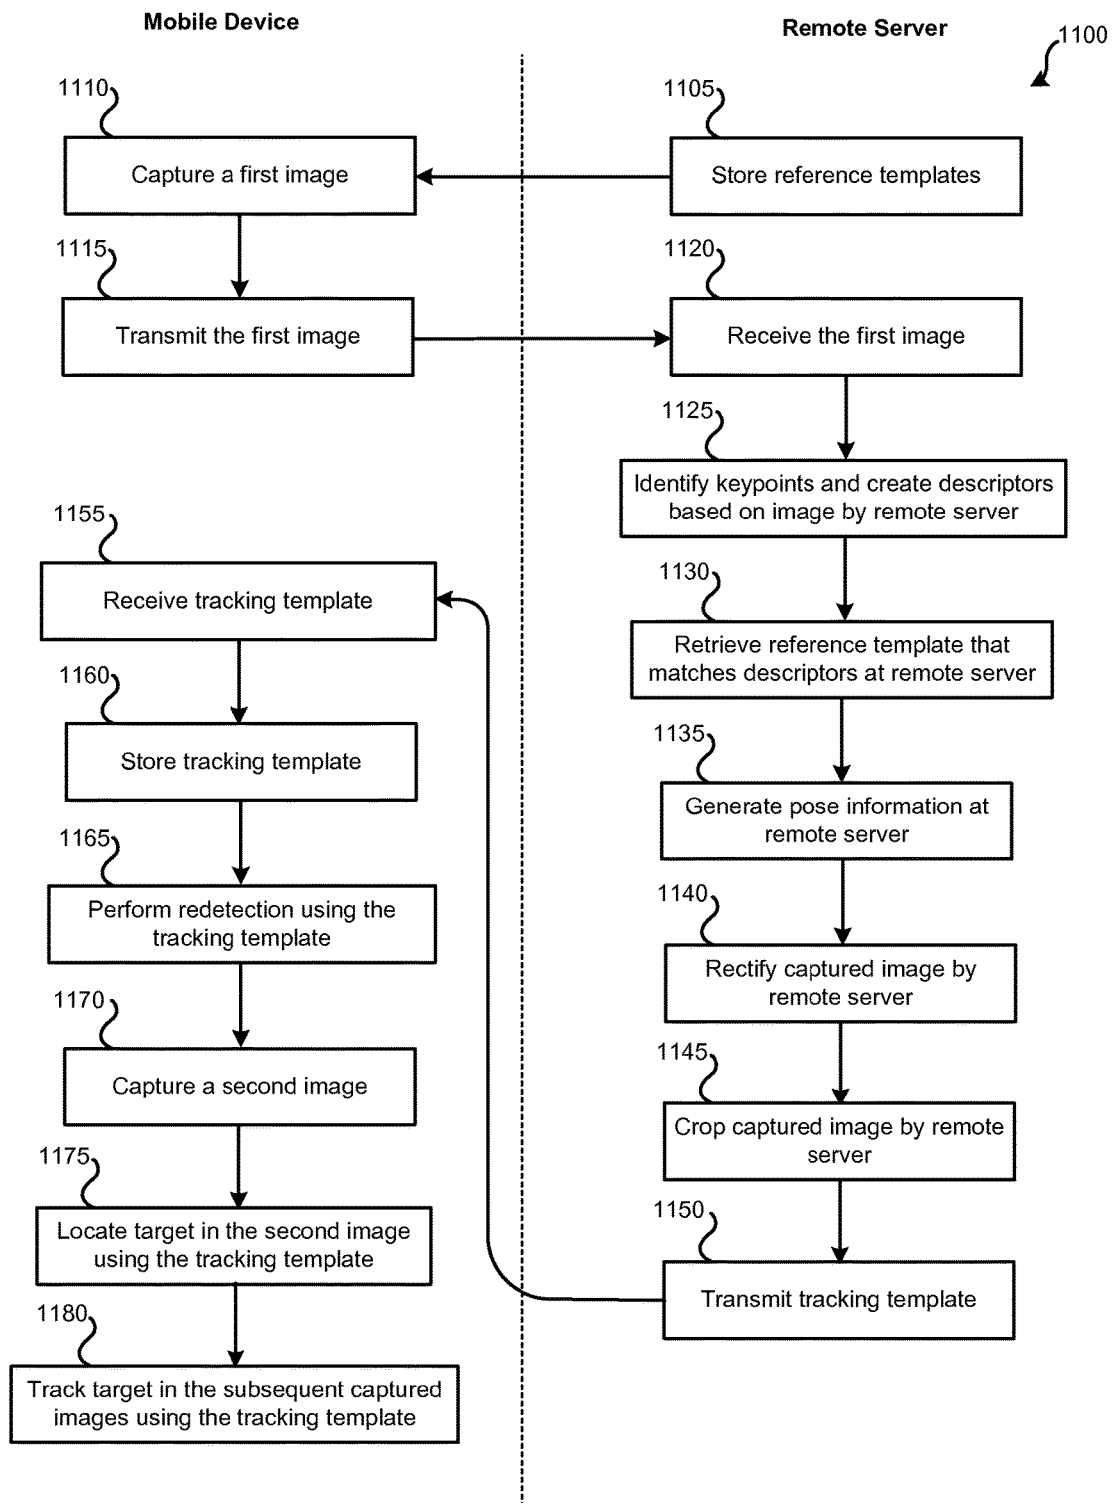 Mobile Device
Remote Server
1100
1110
1105
Capture a first image
Store reference templates
1115
1120
Transmit the first image
Receive the first image
1125
Identify keypoints and create descriptors
based on image by remote server
1155
Receive tracking template
1130
Retrieve reference template that
matches descriptors at remote server
1160
Store tracking template
1135
Generate pose information at
remote server
1165
Perform redetection using the
tracking template
1140
Rectify captured image by
remote server
1170
Capture a second image
1145
Crop captured image by remote
server
1175
Locate target in the second image
using the tracking template
1150
Transmit tracking template
1180
Track target in the subsequent captured
images using the tracking template